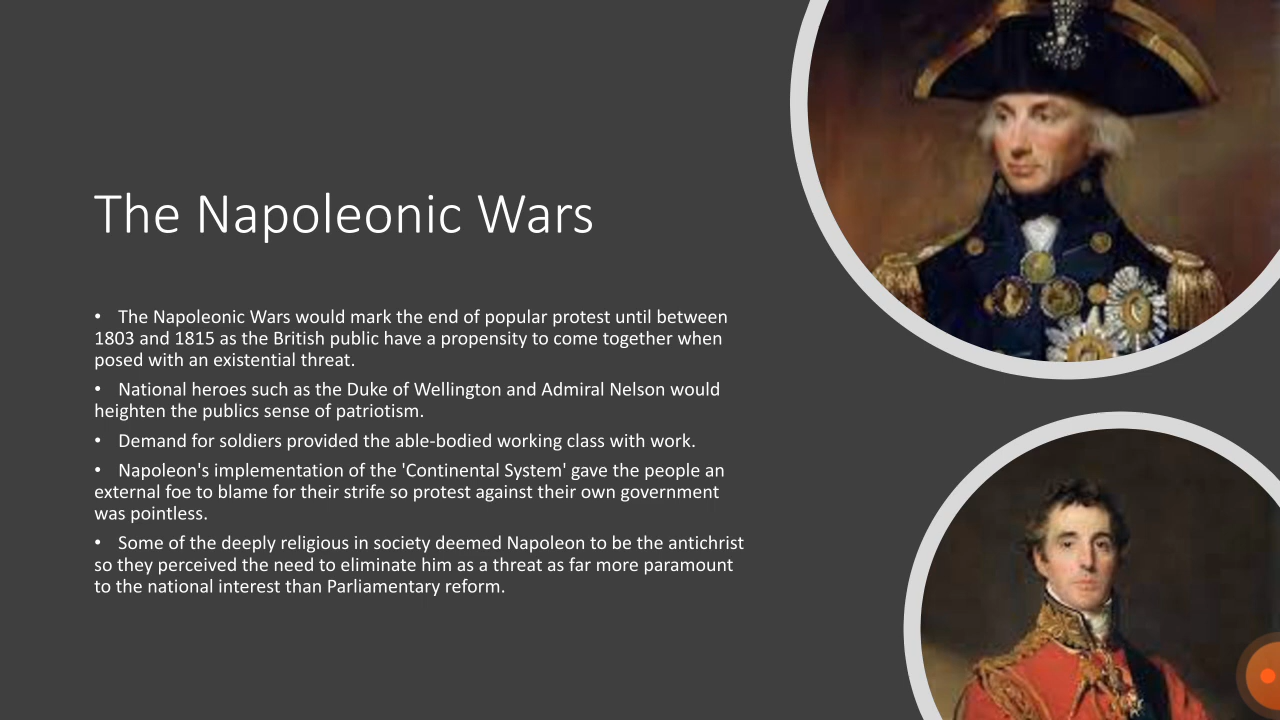 The Napoleonic Wars
• The Napoleonic Wars would mark the end of popular protest until between
1803 and 1815 as the British public have a propensity to come together when
posed with an existential threat.
• National heroes such as the Duke of Wellington and Admiral Nelson would
heighten the publics sense of patriotism.
• Demand for soldiers provided the able-bodied working class with work.
• Napoleon's implementation of the 'Continental System' gave the people an
external foe to blame for their strife so protest against their own government
was pointless.
• Some of the deeply religious in society deemed Napoleon to be the antichrist
so they perceived the need to eliminate him as a threat as far more paramount
to the national interest than Parliamentary reform.